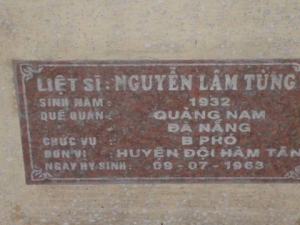 LIỆT SĨ : NGUYỄN LÂM TÙNG
SINH NĂM : 1932
QUÊ QUÁN : QUẢNG NAM
ĐÀ NẴNG
CHỨC VỤ : B PHÓ
ĐƠN VỊ : HUYỆN ĐỘI HÀM TÂN
NGÀY HY SINH : 09 - 07 - 1963